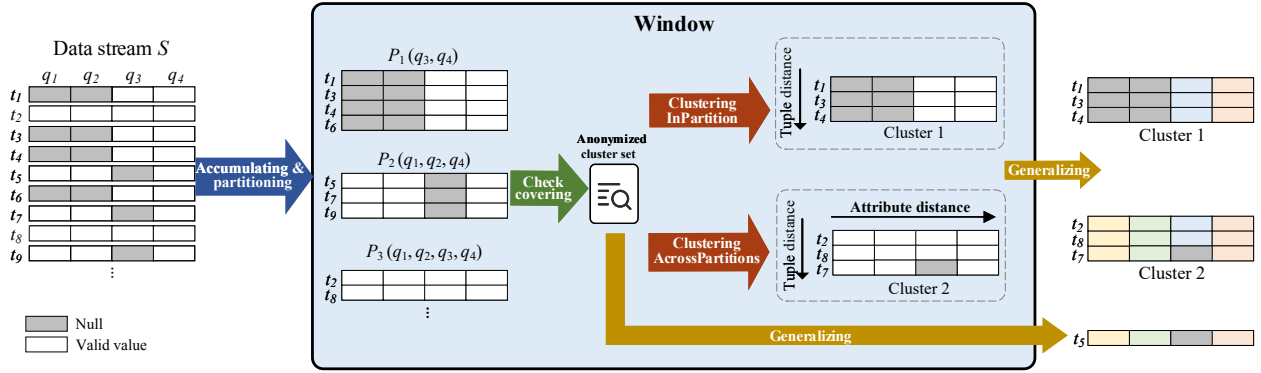 Window
Data stream S
q1 q2 q3 q4
t1
t2
t3
t4
t5
t6
t7
t8
t9
⋮
Null
Valid value
Accumulating &
partitioning
P1 (q3, q4)
t1
t3
t4
t6
P2 (q1, q2, q4)
t5
t7
t9
P3 (q1, q2, q3, q4)
t2
t8
⋮
Check
covering
Anonymized
cluster set
Clustering
InPartition
Tuple distance
t1
t3
t4
Cluster 1
Clustering
AcrossPartitions
Tuple distance
Attribute distance
t2
t8
t7
Cluster 2
Generalizing
Generalizing
t1
t3
t4
Cluster 1
t2
t8
t7
Cluster 2
t5